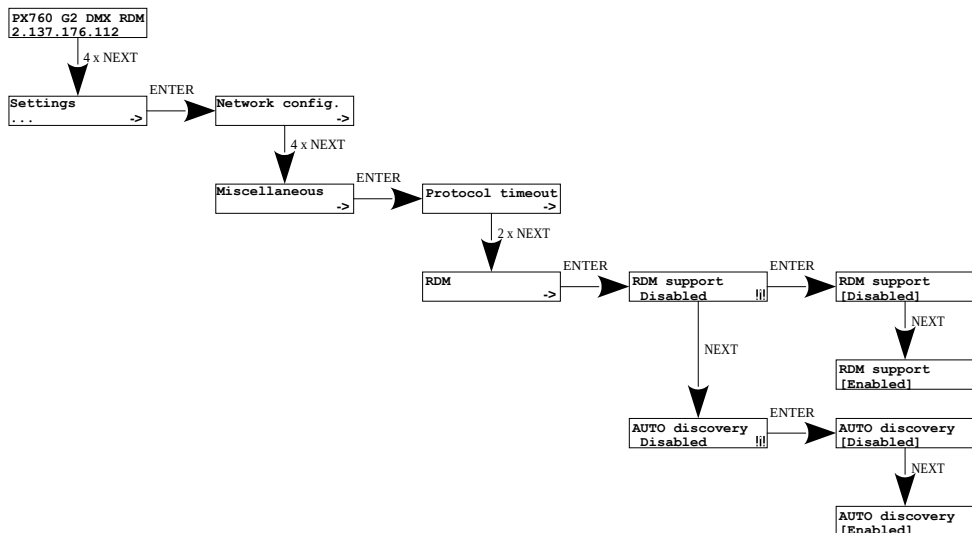 PX760 G2 DMX RDM
2.137.176.112
4 x NEXT
Settings
... ->
ENTER
Network config.
->
4 x NEXT
Miscellaneous
->
ENTER
Protocol timeout
->
2 x NEXT
RDM
->
ENTER
RDM support
Disabled
ENTER
RDM support
[Disabled]
NEXT
RDM support
[Enabled]
NEXT
AUTO discovery
Disabled
ENTER
AUTO discovery
[Disabled]
NEXT
AUTO discovery
[Enabled]